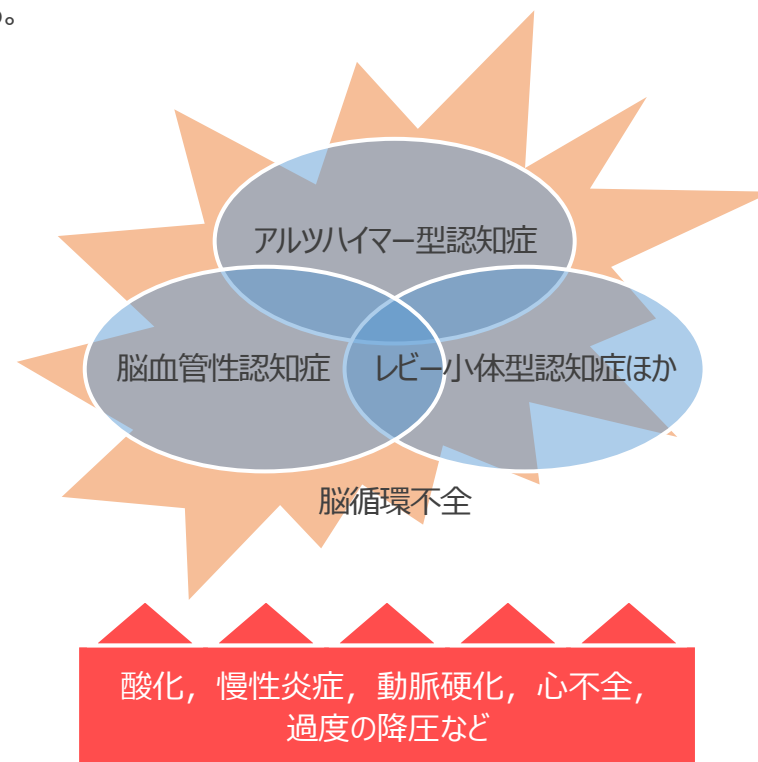 る。
アルツハイマー型認知症
脳血管性認知症
レビー小体型認知症ほか
脳循環不全
酸化，慢性炎症，動脈硬化，心不全，
過度の降圧など